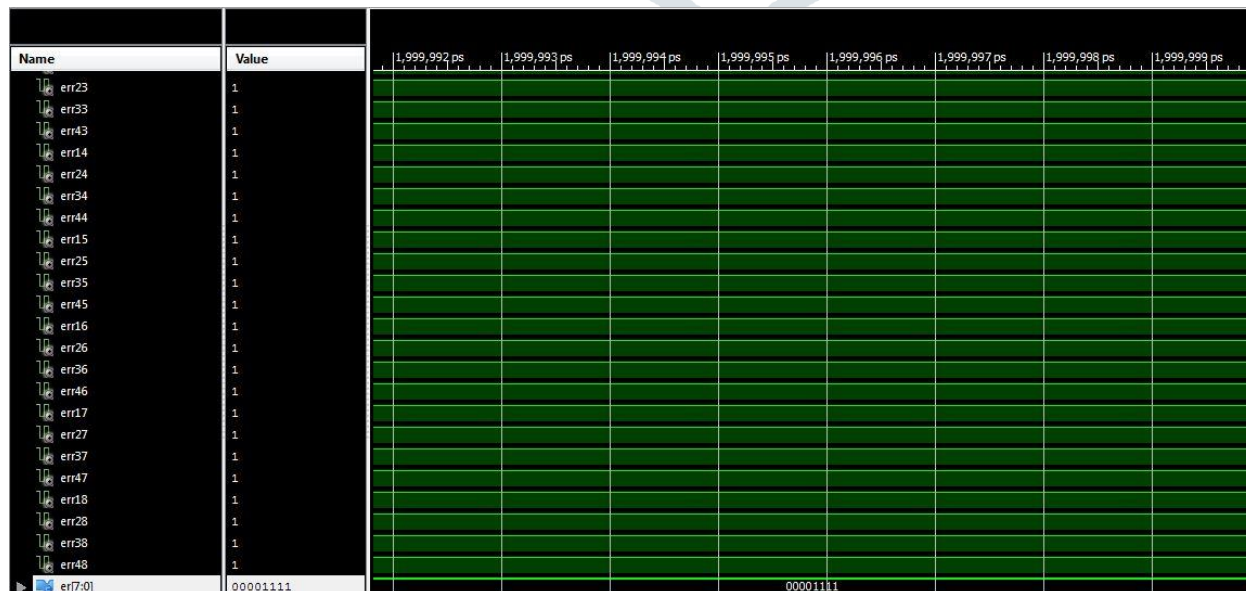 Name Value 1,999,992 ps 1,999,993 ps 1,999,994 ps 1,999,995 ps 1,999,996 ps 1,999,997 ps 1,999,998 ps 1,999,999 ps
err23 1
err33 1
err43 1
err14 1
err24 1
err34 1
err44 1
err15 1
err25 1
err35 1
err45 1
err16 1
err26 1
err36 1
err46 1
err17 1
err27 1
err37 1
err47 1
err18 1
err28 1
err38 1
err48 1
er[7:0] 00001111 00001111